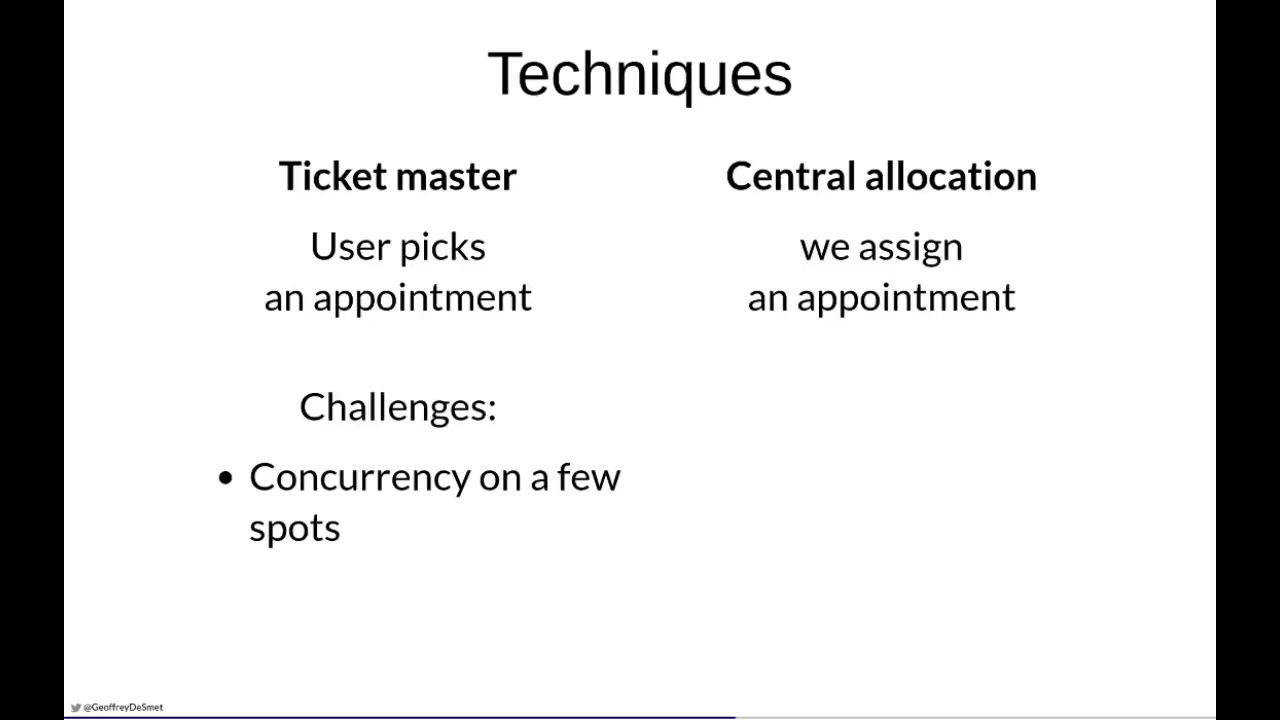 Techniques
Ticket master
User picks
an appointment
Challenges:
• Concurrency on a few
spots
Central allocation
we assign
an appointment
@GeoffreyDeSmet